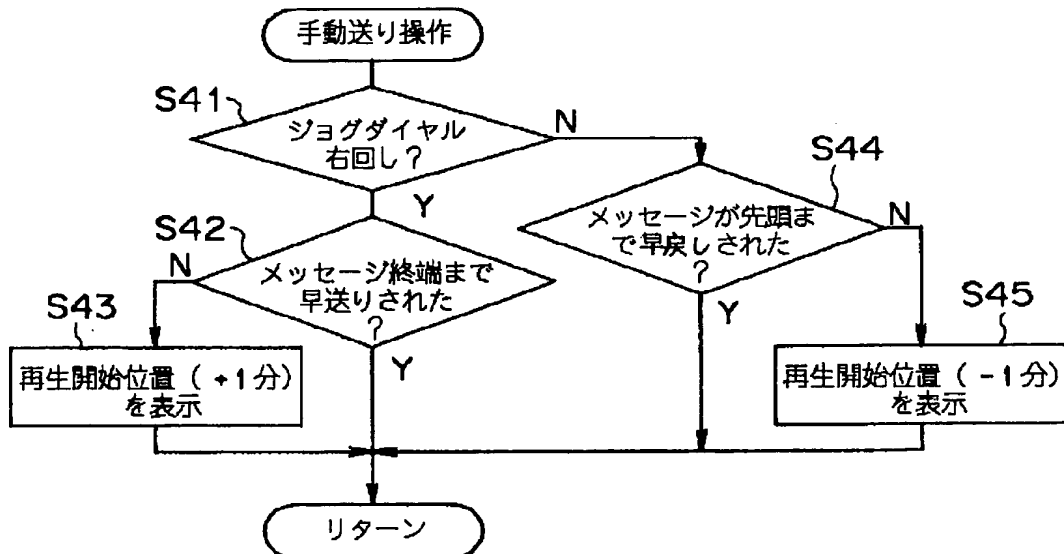 手動送り操作
S41
ジョグダイヤル
右回し?
N
Y
S44
メッセージが先頭ま
で早戻しされた
?
N
Y
S42
メッセージ終端まで
早送りされた
?
N
Y
S43
再生開始位置(+1分)
を表示
S45
再生開始位置(-1分)
を表示
リターン